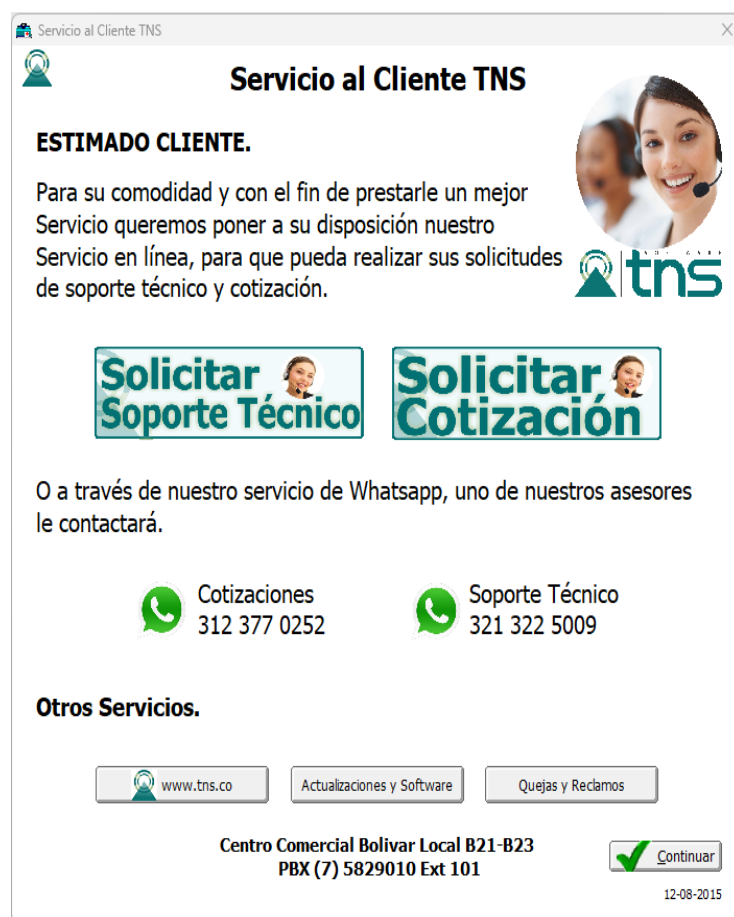 Servicio al Cliente TNS
Servicio al Cliente TNS
ESTIMADO CLIENTE.
Para su comodidad y con el fin de prestarle un mejor
Servicio queremos poner a su disposición nuestro
Servicio en línea, para que pueda realizar sus solicitudes
de soporte técnico y cotización.
tns
Solicitar
Soporte Técnico
Solicitar
Cotización
O a través de nuestro servicio de Whatsapp, uno de nuestros asesores
le contactará.
Cotizaciones
312 377 0252
Soporte Técnico
321 322 5009
Otros Servicios.
www.tns.co
Actualizaciones y Software
Quejas y Reclamos
Centro Comercial Bolivar Local B21-B23
PBX (7) 5829010 Ext 101
Continuar
12-08-2015